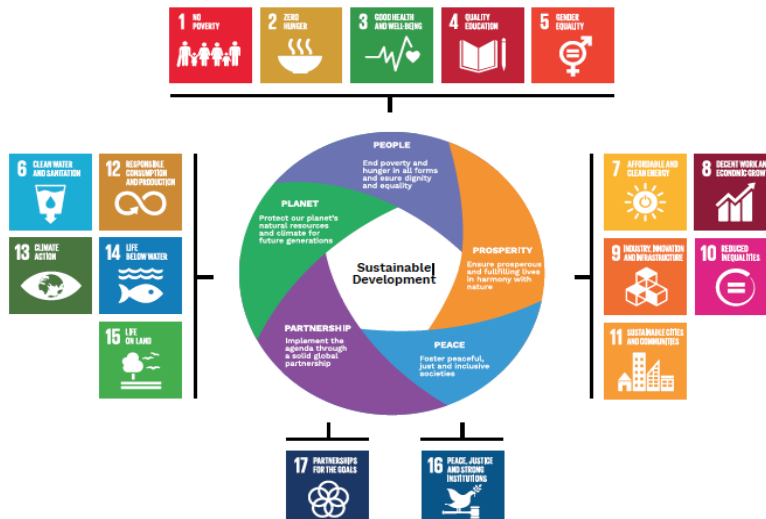 1 NO
POVERTY
2 ZERO
HUNGER
3 GOOD HEALTH
AND WELL-BEING
4 QUALITY
EDUCATION
5 GENDER
EQUALITY
6 CLEAN WATER
AND SANITATION
12 RESPONSIBLE
CONSUMPTION
AND PRODUCTION
13 CLIMATE
ACTION
14 LIFE
BELOW WATER
15 LIFE
ON LAND
PEOPLE
End poverty and
hunger in all forms
and esure dignity
and equality
PLANET
Protect our planet's
natural resources
and climate for
future generations
Sustainable
Development
PROSPERITY
Ensure prosperous
and fullfilling lives
in harmony with
nature
PARTNERSHIP
Implement the
agenda through
a solid global
partnership
PEACE
Foster peaceful,
just and inclusive
societies
7 AFFORDABLE AND
CLEAN ENERGY
8 DECENT WORK AN
ECONOMIC GROW
9 INDUSTRY, INNOVATION
AND INFRASTRUCTURE
10 REDUCED
INEQUALITIES
11 SUSTAINABLE CITIES
AND COMMUNITIES
17 PARTNERSHIPS
FOR THE GOALS
16 PEACE, JUSTICE
AND STRONG
INSTITUTIONS